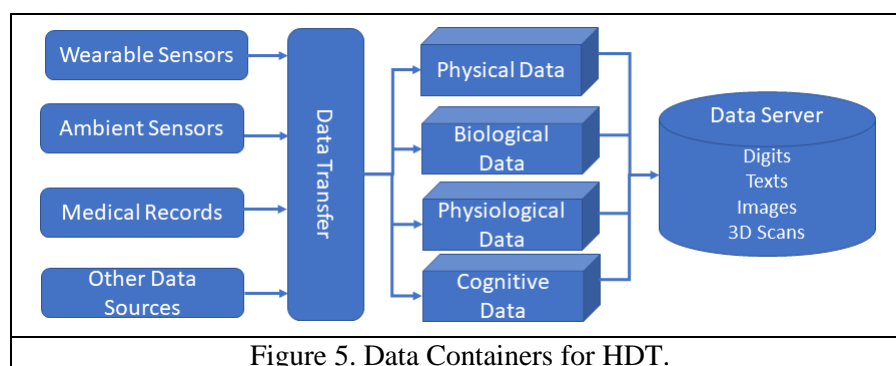 Wearable Sensors
Ambient Sensors
Medical Records
Other Data
Sources
Data Transfer
Physical Data
Biological
Data
Physiological
Data
Cognitive
Data
Data Server
Digits
Texts
Images
3D Scans
Figure 5. Data Containers for HDT.